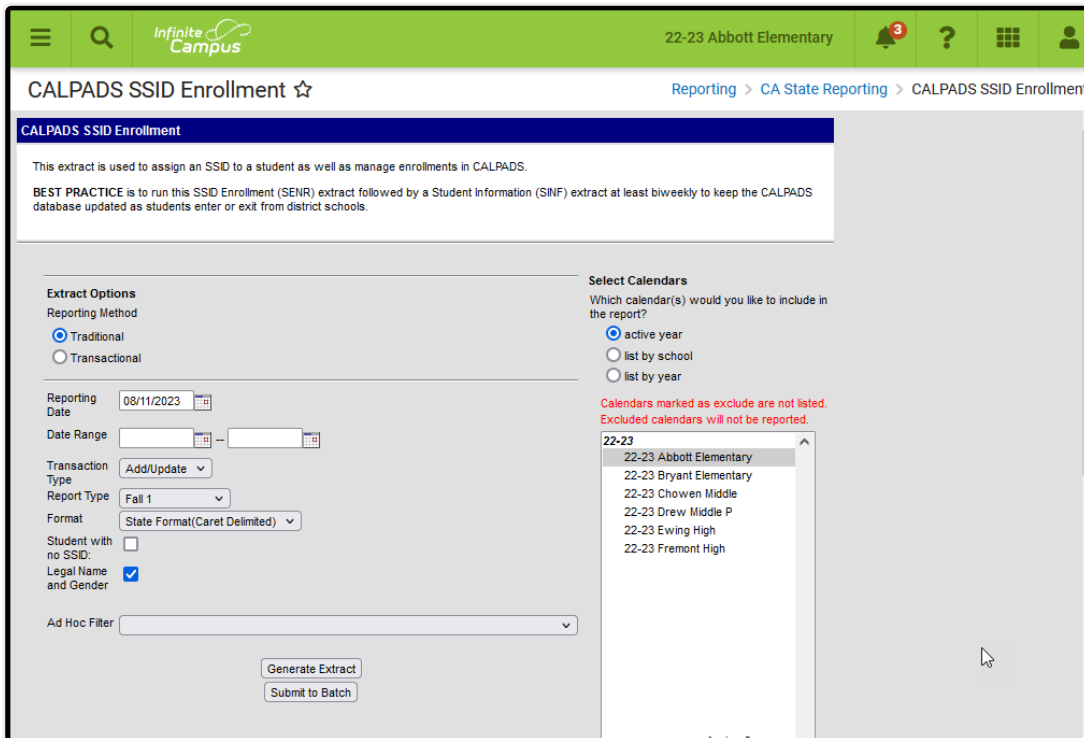 Infinite Campus
22-23 Abbott Elementary
3
?
CALPADS SSID Enrollment ☆
Reporting > CA State Reporting > CALPADS SSID Enrollment
CALPADS SSID Enrollment
This extract is used to assign an SSID to a student as well as manage enrollments in CALPADS.
BEST PRACTICE is to run this SSID Enrollment (SENR) extract followed by a Student Information (SINF) extract at least biweekly to keep the CALPADS
database updated as students enter or exit from district schools.
Extract Options
Reporting Method
Traditional
Transactional
Reporting
Date
08/11/2023
Date Range
--
Transaction
Type
Add/Update
Report Type
Fall 1
Format
State Format(Caret Delimited)
Student with
no SSID:
Legal Name
and Gender
Ad Hoc Filter
Generate Extract
Submit to Batch
Select Calendars
Which calendar(s) would you like to include in
the report?
active year
list by school
list by year
Calendars marked as exclude are not listed.
Excluded calendars will not be reported.
22-23
22-23 Abbott Elementary
22-23 Bryant Elementary
22-23 Chowen Middle
22-23 Drew Middle P
22-23 Ewing High
22-23 Fremont High